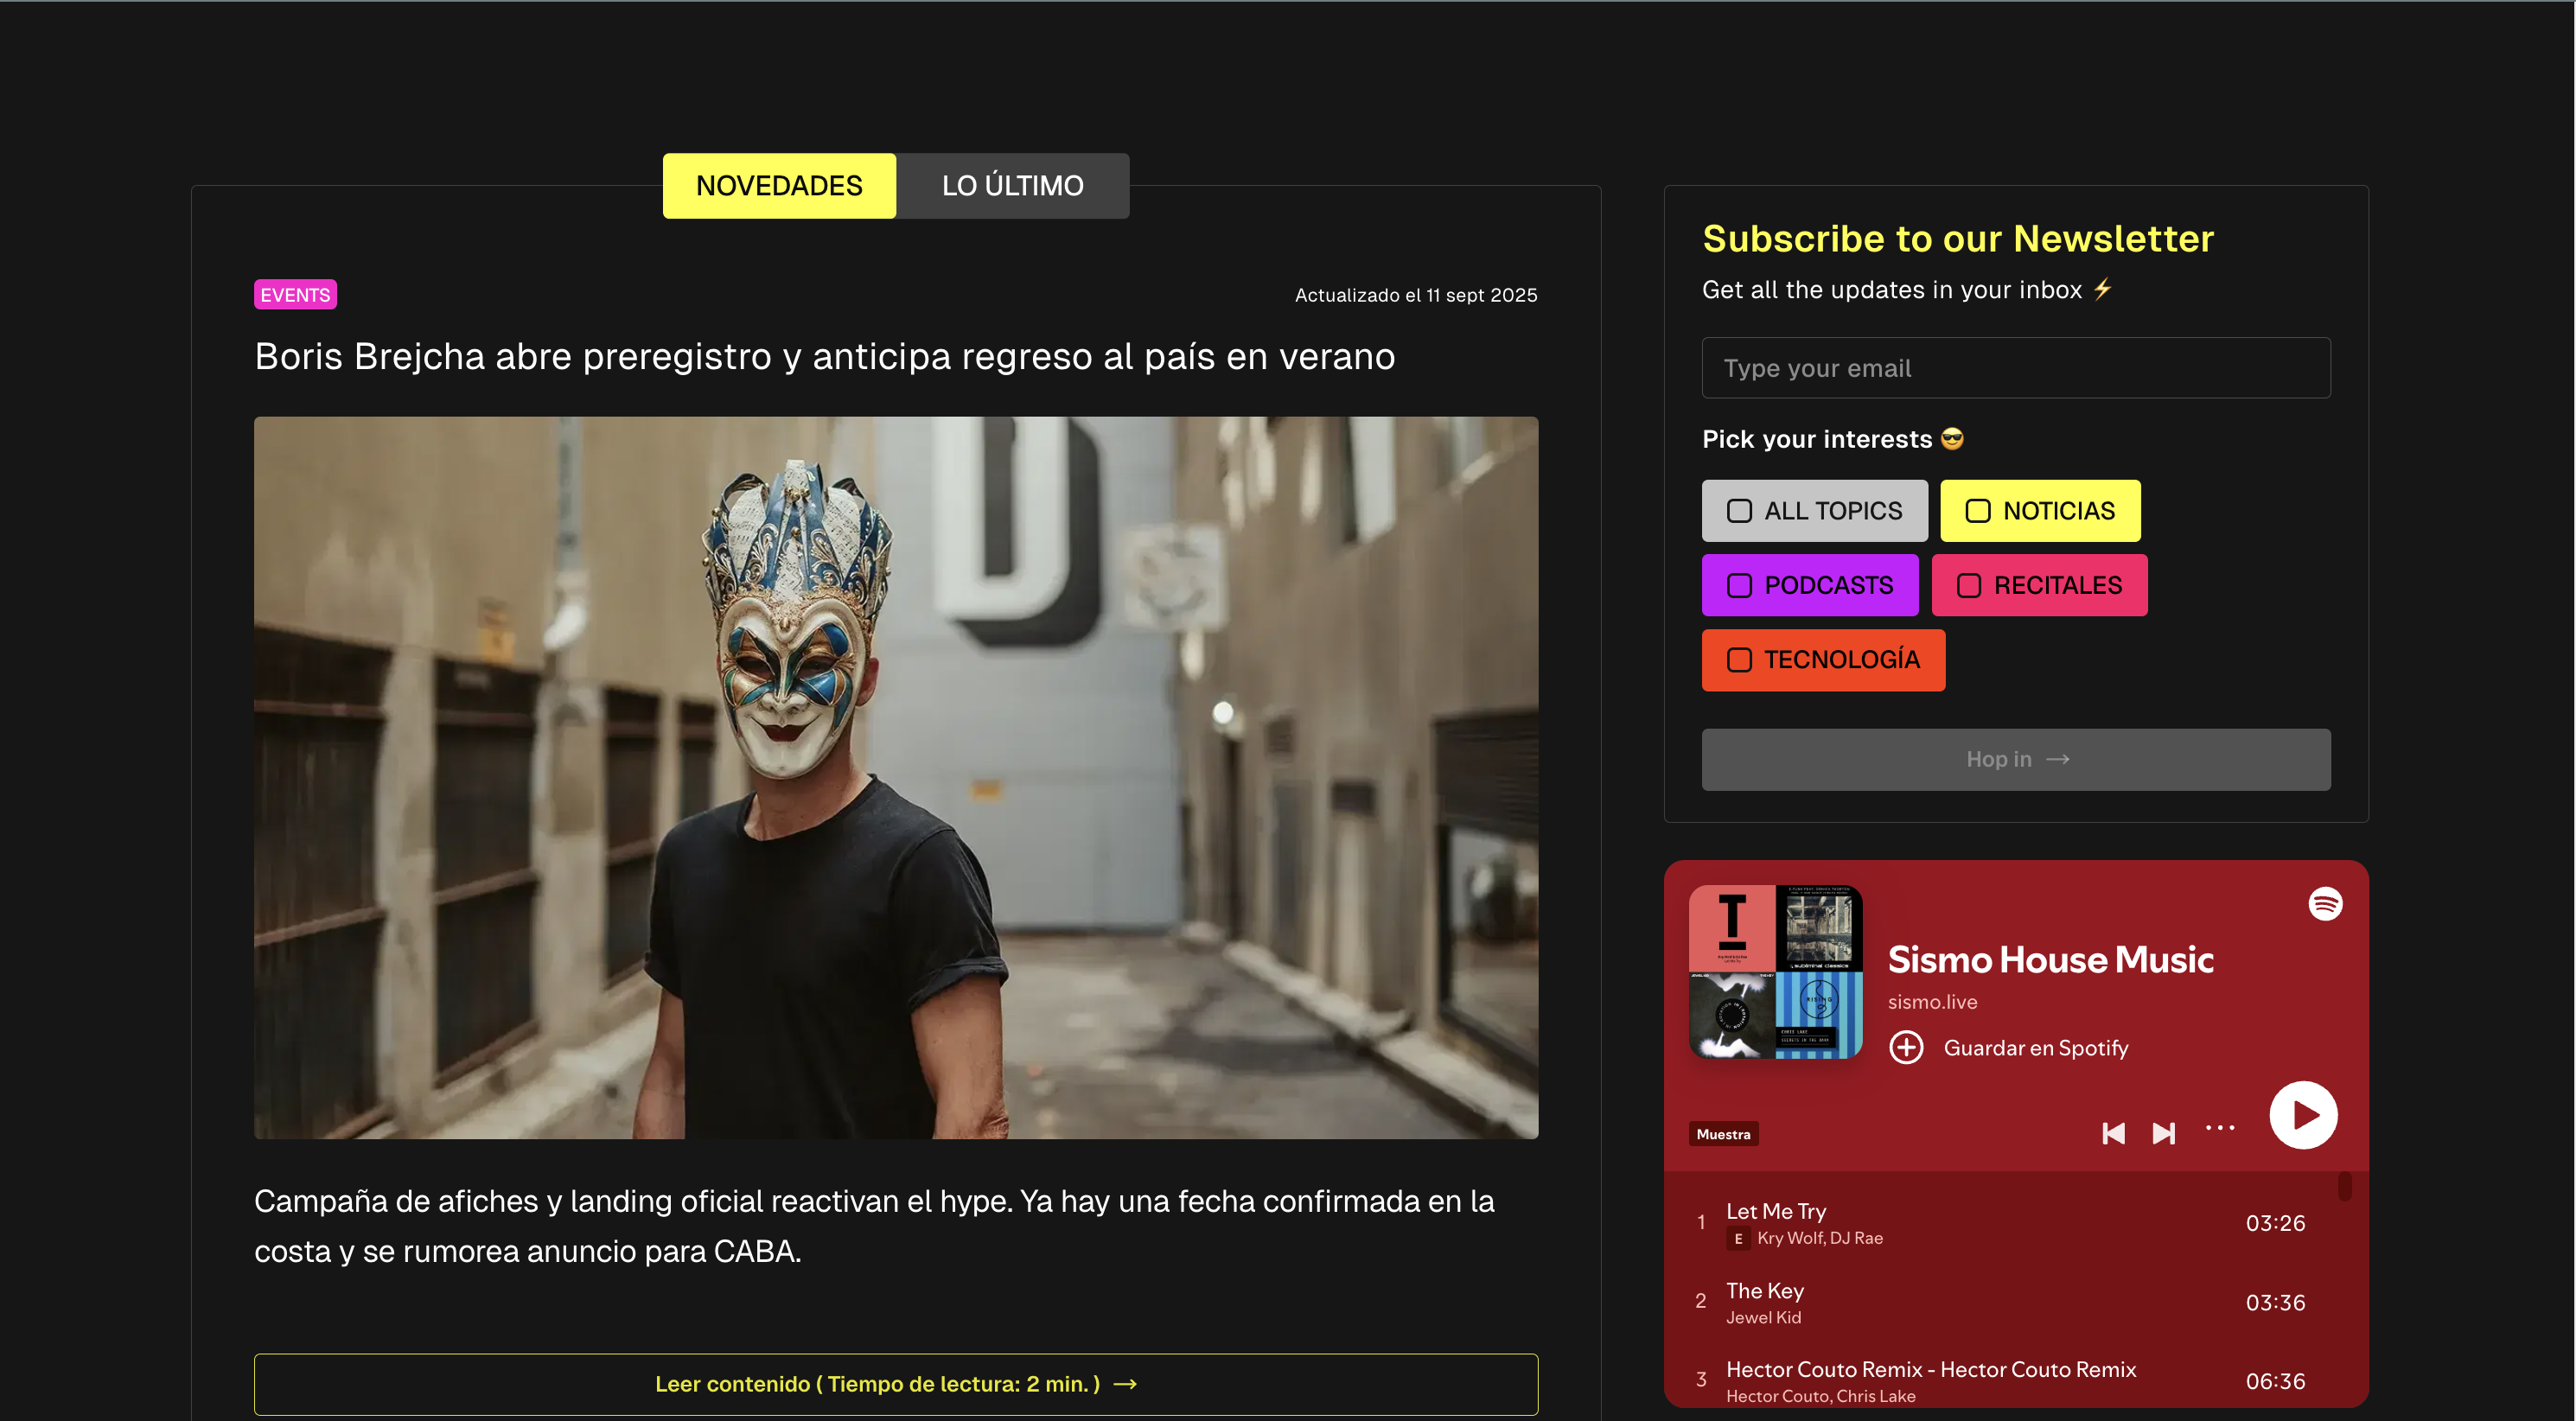 NOVEDADES
LO ÚLTIMO
EVENTS
Actualizado el 11 sept 2025
Boris Brejcha abre preregistro y anticipa regreso al país en verano
D
Campaña de afiches y landing oficial reactivan el hype. Ya hay una fecha confirmada en la
costa y se rumorea anuncio para CABA.
Leer contenido ( Tiempo de lectura: 2 min. ) →
Subscribe to our Newsletter
Get all the updates in your inbox ⚡
Type your email
Pick your interests 😎
ALL TOPICS
NOTICIAS
PODCASTS
RECITALES
TECNOLOGÍA
Hop in →
Sismo House Music
sismo.live
Guardar en Spotify
Muestra
1 Let Me Try 03:26
E Kry Wolf, DJ Rae
2 The Key 03:36
Jewel Kid
3 Hector Couto Remix - Hector Couto Remix 06:36
Hector Couto, Chris Lake